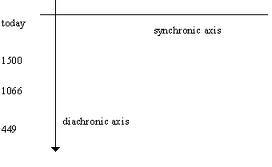 today
synchronic axis
1500
1066
diachronic axis
449